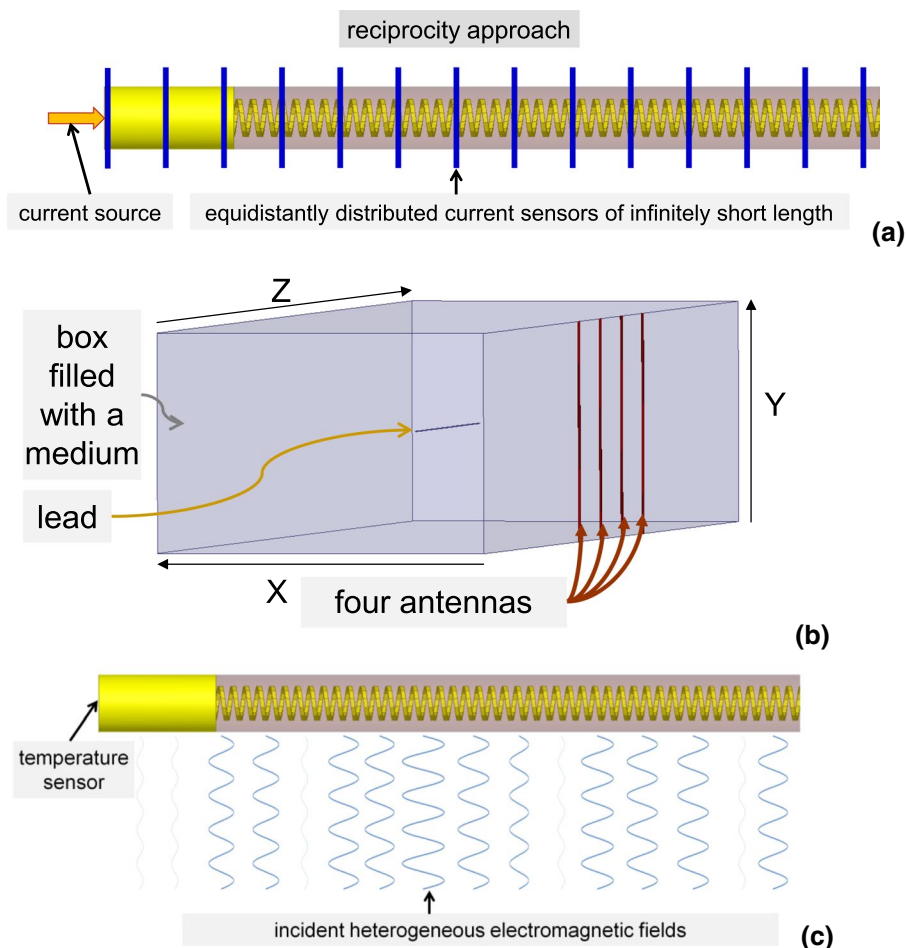 reciprocity approach
current source
equidistantly distributed current sensors of infinitely short length
(a)
Z
box
filled
with a
medium
Y
lead
X
four antennas
(b)
temperature
sensor
incident heterogeneous electromagnetic fields
(c)